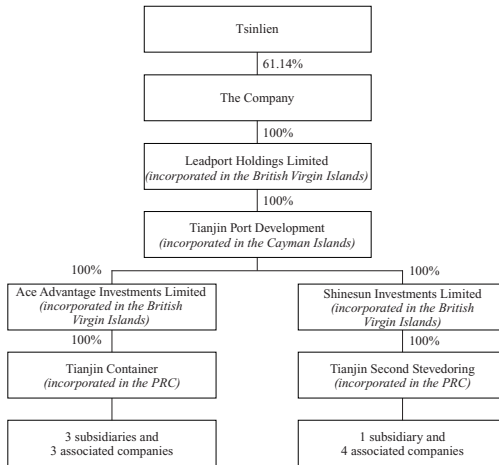 Tsinlien
61.14%
The Company
100%
Leadport Holdings Limited
(incorporated in the British Virgin Islands)
100%
Tianjin Port Development
(incorporated in the Cayman Islands)
100%
100%
Ace Advantage Investments Limited
(incorporated in the British
Virgin Islands)
Shinesun Investments Limited
(incorporated in the British
Virgin Islands)
100%
100%
Tianjin Container
(incorporated in the PRC)
Tianjin Second Stevedoring
(incorporated in the PRC)
3 subsidiaries and
3 associated companies
1 subsidiary and
4 associated companies